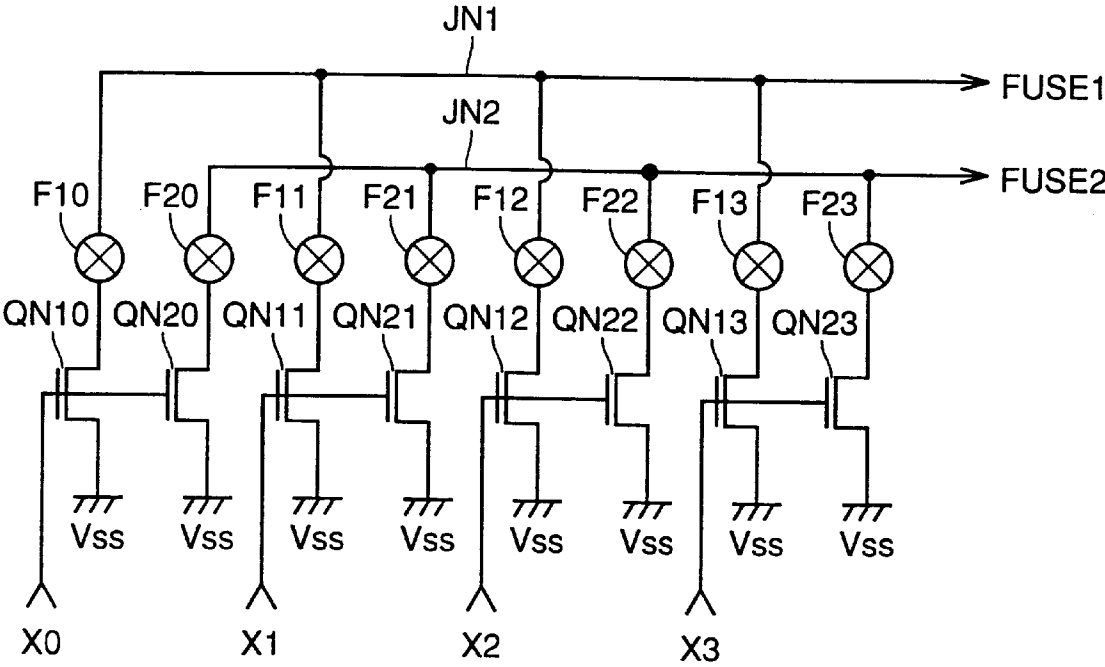 JN1
FUSE1
JN2
FUSE2
F10 F20 F11 F21 F12 F22 F13 F23
QN10 QN20 QN11 QN21 QN12 QN22 QN13 QN23
Vss Vss Vss Vss Vss Vss Vss Vss
X0 X1 X2 X3